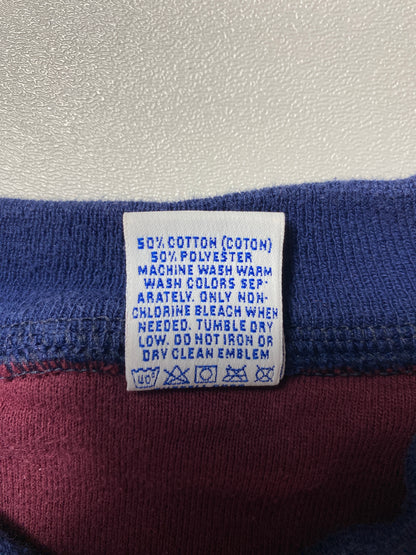 50% COTTON (COTON)
50% POLYESTER
MACHINE WASH WARM
WASH COLORS SEP
ARATELY. ONLY NON-
CHLORINE BLEACH WHEN
NEEDED. TUMBLE DRY
LOW. DO NOT IRON OR
DRY CLEAN EMBLEM
40°